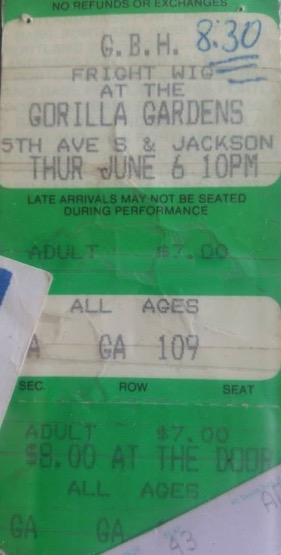 NO REFUNDS OR EXCHANGES
G.B.H. 8:30
FRIGHT WIG
AT THE
GORILLA GARDENS
5TH AVE S & JACKSON
THUR JUNE 6 10PM
LATE ARRIVALS MAY NOT BE SEATED
DURING PERFORMANCE
ADULT $7.00
ALL AGES
A GA 109
SEC. ROW SEAT
ADULT $7.00
$8.00 AT THE DOOR
ALL AGES
GA GA